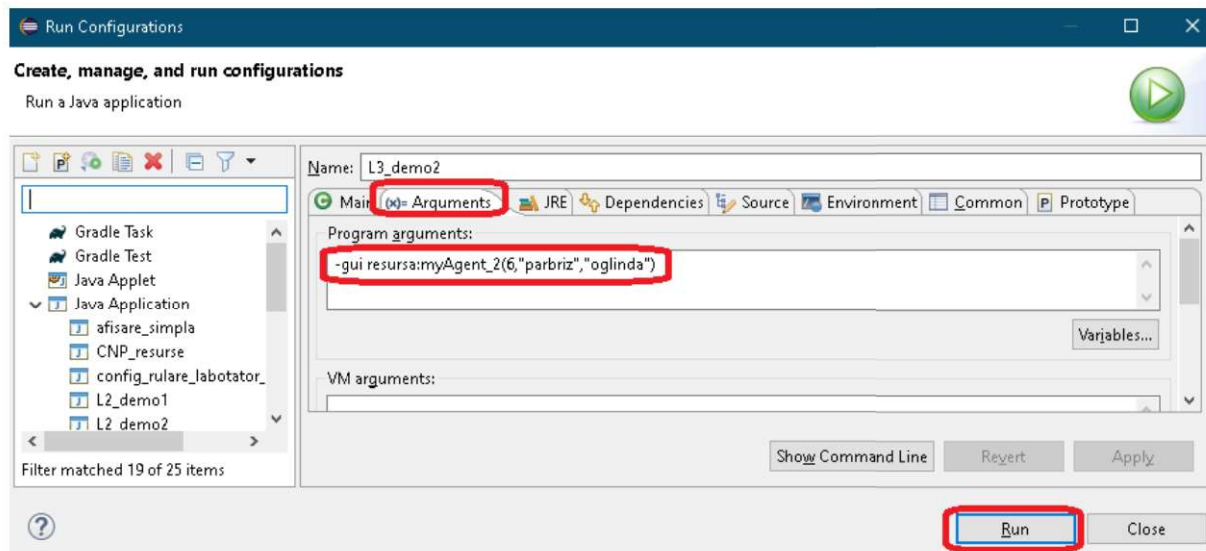 Run Configurations
Create, manage, and run configurations
Run a Java application
Gradle Task
Gradle Test
Java Applet
Java Application
afisare_simpla
CNP_resurse
config_rulare_labotator_
L2_demo1
L2 demo2
Filter matched 19 of 25 items
Name: L3_demo2
Main (x)= Arguments JRE Dependencies Source Environment Common Prototype
Program arguments:
-gui resursa:myAgent_2(6,"parbriz","oglinda")
Variables...
VM arguments:
Show Command Line Revert Apply
Run Close